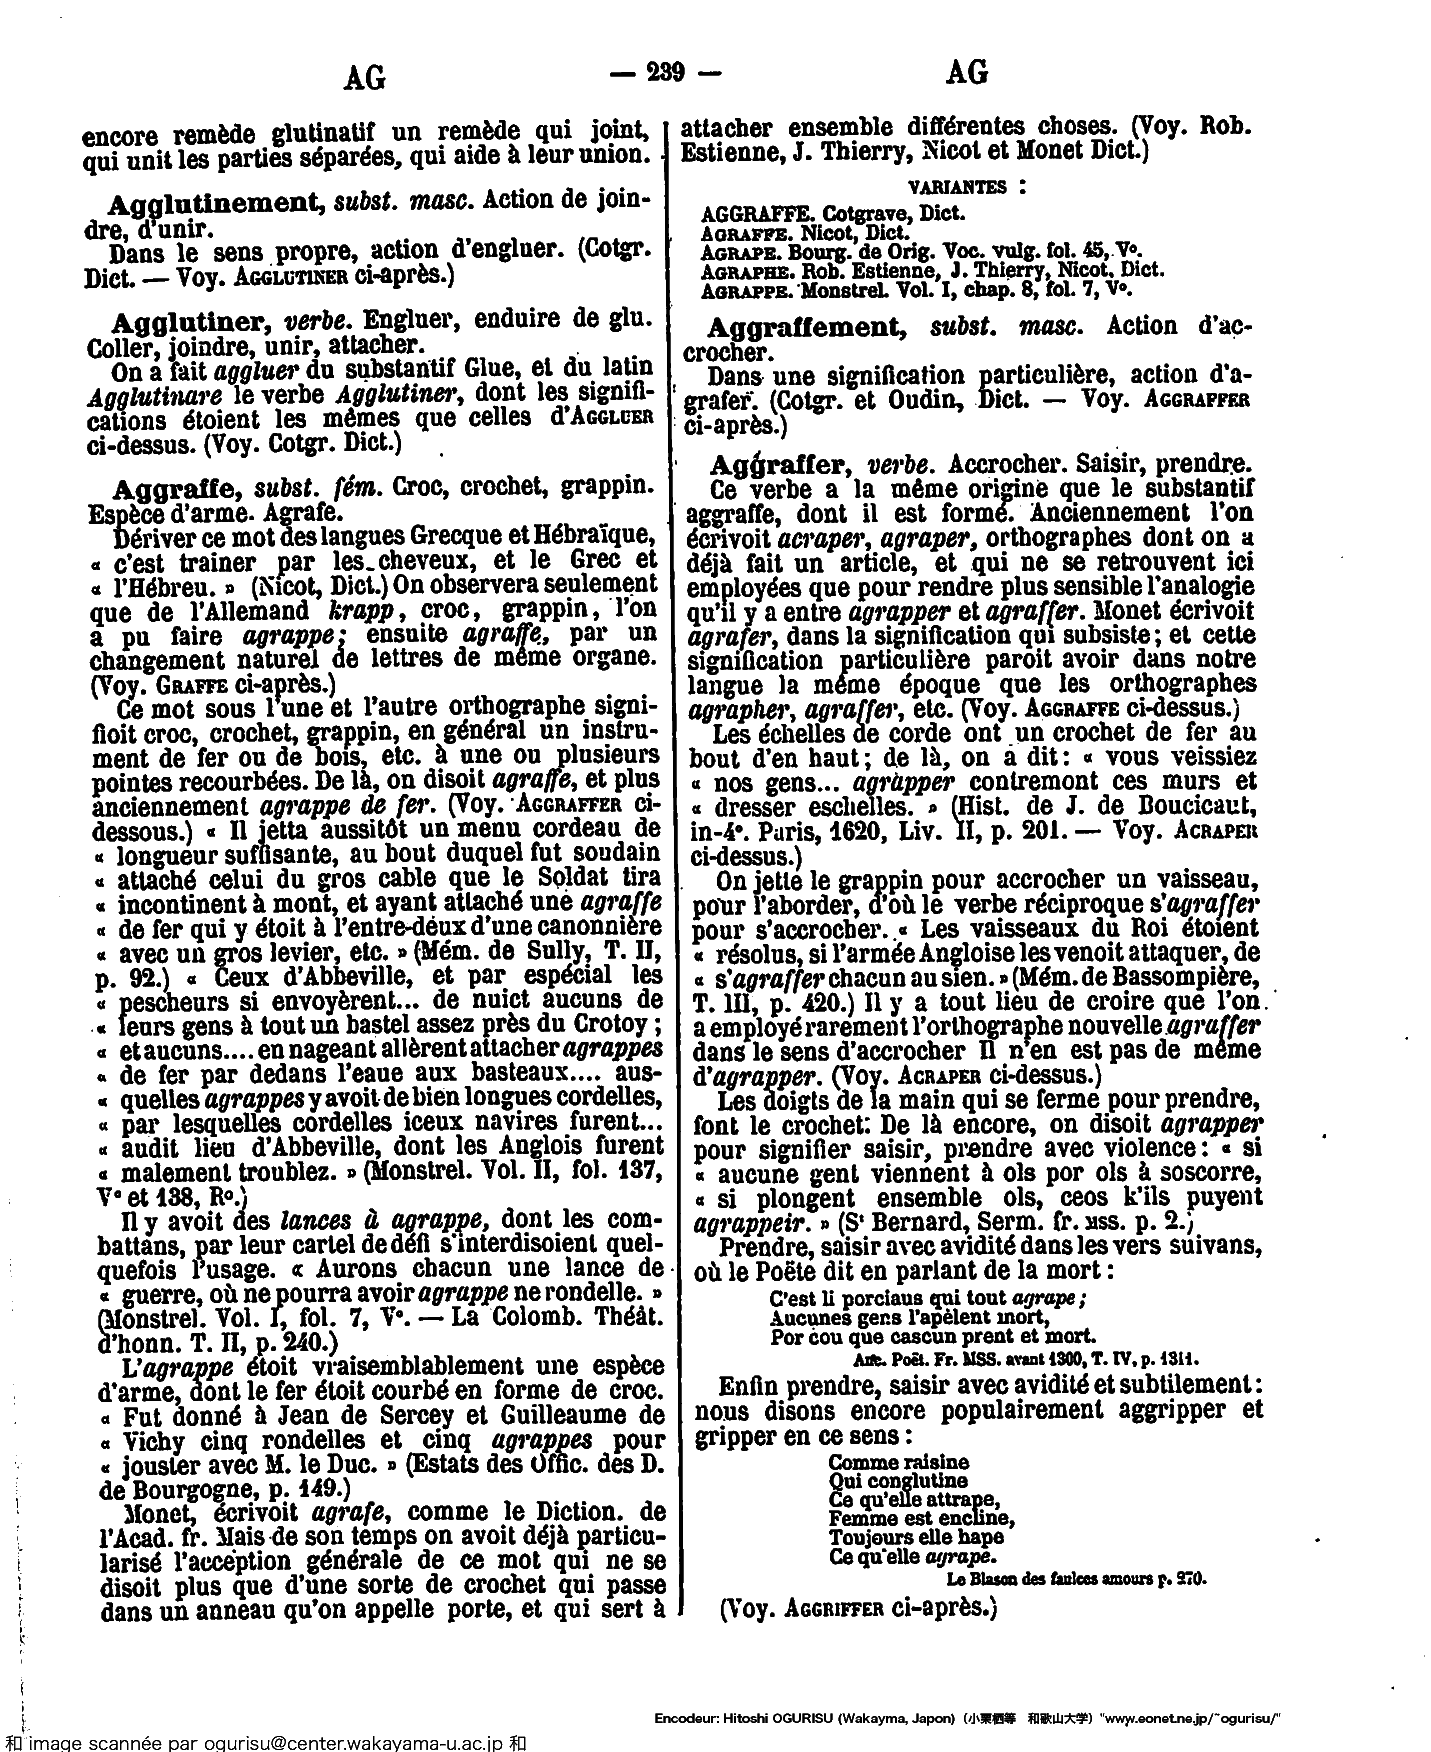 AG
— 239 —
AG
encore remède glutinatif un remède qui joint,
qui unit les parties séparées, qui aide à leur union.
Agglutinement, subst. masc. Action de join-
dre, d'unir.
Dans le sens propre, action d'engluer. (Cotgr.
Dict. — Voy. AGGLUTINER ci-après.)
Agglutiner, verbe. Engluer, enduire de glu.
Coller, joindre, unir, attacher.
On a fait aggluer du substantif Glue, et du latin
Agglutinare le verbe Agglutiner, dont les signifi-
cations étoient les mêmes que celles d'AGGLUER
ci-dessus. (Voy. Cotgr. Dict.)
Aggraffe, subst. fém. Croc, crochet, grappin.
Espèce d'arme. Agrafe.
Dériver ce mot des langues Grecque et Hébraïque,
« c'est trainer par les cheveux, et le Grec et
« l'Hébreu. » (Nicot, Dict.) On observera seulement
que de l'Allemand krapp, croc, grappin, l'on
a pu faire agrappe; ensuite agraffe, par un
changement naturel de lettres de même organe.
(Voy. GRAFFE ci-après.)
Ce mot sous l'une et l'autre orthographe signi-
fioit croc, crochet, grappin, en général un instru-
ment de fer ou de bois, etc. à une ou plusieurs
pointes recourbées. De là, on disoit agraffe, et plus
anciennement agrappe de fer. (Voy. AGGRAFFER ci-
dessous.) « Il jetta aussitôt un menu cordeau de
« longueur suffisante, au bout duquel fut soudain
« attaché celui du gros cable que le Soldat tira
« incontinent à mont, et ayant attaché une agraffe
« de fer qui y étoit à l'entre-deux d'une canonnière
« avec un gros levier, etc. » (Mém. de Sully, T. II,
p. 92.) « Ceux d'Abbeville, et par espécial les
« pescheurs si envoyèrent... de nuict aucuns de
« leurs gens à tout un bastel assez près du Crotoy;
« et aucuns.... en nageant allèrent attacher agrappes
« de fer par dedans l'eaue aux basteaux.... aus-
« quelles agrappes y avoit de bien longues cordelles,
« par lesquelles cordelles iceux navires furent...
« audit lieu d'Abbeville, dont les Anglois furent
« malement troublez. » (Monstrel. Vol. II, fol. 137,
V° et 138, R°.)
Il y avoit des lances à agrappe, dont les com-
battans, par leur cartel de défi s'interdisoient quel-
quefois l'usage. « Aurons chacun une lance de
« guerre, où ne pourra avoir agrappe ne rondelle. »
(Monstrel. Vol. I, fol. 7, V°. — La Colomb. Théât.
d'honn. T. II, p. 240.)
L'agrappe étoit vraisemblablement une espèce
d'arme, dont le fer étoit courbé en forme de croc.
« Fut donné à Jean de Sercey et Guilleaume de
« Vichy cinq rondelles et cinq agrappes pour
« jouster avec M. le Duc. » (Estats des Offic. des D.
de Bourgogne, p. 149.)
Monet, écrivoit agrafe, comme le Diction. de
l'Acad. fr. Mais de son temps on avoit déjà particu-
larisé l'acception générale de ce mot qui ne se
disoit plus que d'une sorte de crochet qui passe
dans un anneau qu'on appelle porte, et qui sert à
attacher ensemble différentes choses. (Voy. Rob.
Estienne, J. Thierry, Nicot et Monet Dict.)
VARIANTES :
AGGRAFFE. Cotgrave, Dict.
AGRAFFE. Nicot, Dict.
AGRAPE. Bourg. de Orig. Voc. vulg. fol. 45, V°.
AGRAPHE. Rob. Estienne, J. Thierry, Nicot, Dict.
AGRAPPE. Monstrel. Vol. I, chap. 8, fol. 7, V°.
Aggraffement, subst. masc. Action d'ac-
crocher.
Dans une signification particulière, action d'a-
grafer. (Cotgr. et Oudin, Dict. — Voy. AGGRAFFER
ci-après.)
Aggraffer, verbe. Accrocher. Saisir, prendre.
Ce verbe a la même origine que le substantif
aggraffe, dont il est formé. Anciennement l'on
écrivoit acraper, agraper, orthographes dont on a
déjà fait un article, et qui ne se retrouvent ici
employées que pour rendre plus sensible l'analogie
qu'il y a entre agrapper et agraffer. Monet écrivoit
agrafer, dans la signification qui subsiste; et cette
signification particulière paroit avoir dans notre
langue la même époque que les orthographes
agrapher, agraffer, etc. (Voy. AGGRAFFE ci-dessus.)
Les échelles de corde ont un crochet de fer au
bout d'en haut; de là, on a dit: « vous veissiez
« nos gens... agrapper contremont ces murs et
« dresser eschelles. » (Hist. de J. de Boucicaut,
in-4°. Paris, 1620, Liv. II, p. 201. — Voy. ACRAPER
ci-dessus.)
On jette le grappin pour accrocher un vaisseau,
pour l'aborder, d'où le verbe réciproque s'agraffer
pour s'accrocher. « Les vaisseaux du Roi étoient
« résolus, si l'armée Angloise les venoit attaquer, de
« s'agraffer chacun au sien. » (Mém. de Bassompière,
T. III, p. 420.) Il y a tout lieu de croire que l'on
a employé rarement l'orthographe nouvelle agraffer
dans le sens d'accrocher Il n'en est pas de même
d'agrapper. (Voy. ACRAPER ci-dessus.)
Les doigts de la main qui se ferme pour prendre,
font le crochet: De là encore, on disoit agrapper
pour signifier saisir, prendre avec violence: « si
« aucune gent viennent à ols por ols à soscorre,
« si plongent ensemble ols, ceos k'ils puyent
agrappeir. » (St Bernard, Serm. fr. MSS. p. 2.)
Prendre, saisir avec avidité dans les vers suivans,
où le Poëte dit en parlant de la mort:
C'est li porciaus qui tout agrape;
Aucunes gens l'apèlent mort,
Por cou que cascun prent et mort.
Anc. Poët. Fr. MSS. avant 1300, T. IV, p. 1311.
Enfin prendre, saisir avec avidité et subtilement:
nous disons encore populairement aggripper et
gripper en ce sens:
Comme raisine
Qui conglutine
Ce qu'elle attrape,
Femme est encline,
Toujours elle hape
Ce qu'elle agrape.
Le Blason des faulces amours p. 270.
(Voy. AGGRIFFER ci-après.)
Encodeur: Hitoshi OGURISU (Wakayma, Japon) (小栗栖等 和歌山大学) "www.eonet.ne.jp/~ogurisu/"
和 image scannée par ogurisu@center.wakayama-u.ac.jp 和